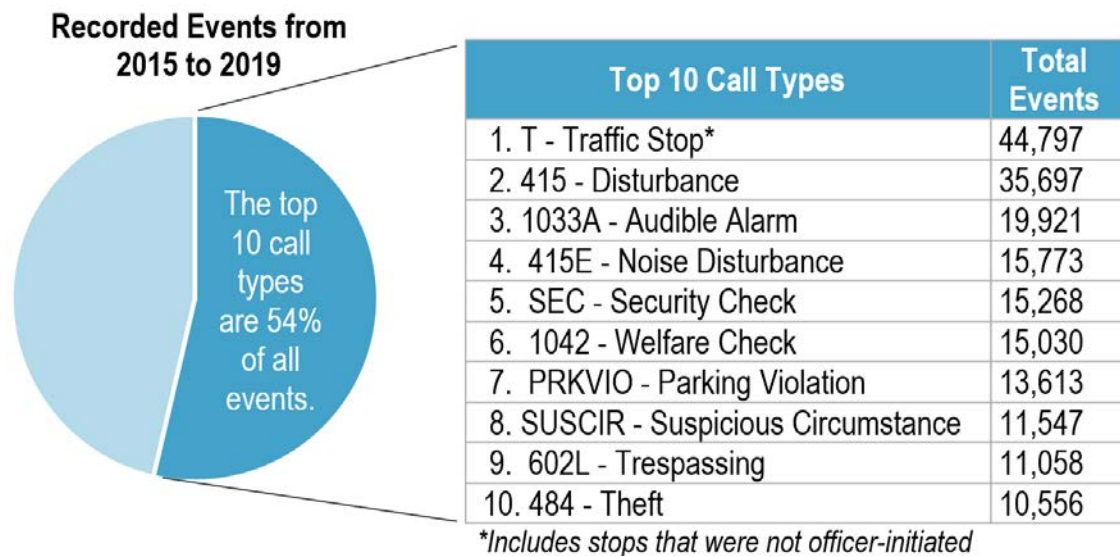 Recorded Events from
2015 to 2019
The top
10 call
types
are 54%
of all
events.
Top 10 Call Types Total Events
1. T - Traffic Stop* 44,797
2. 415 - Disturbance 35,697
3. 1033A - Audible Alarm 19,921
4. 415E - Noise Disturbance 15,773
5. SEC - Security Check 15,268
6. 1042 - Welfare Check 15,030
7. PRKVIO - Parking Violation 13,613
8. SUSCIR - Suspicious Circumstance 11,547
9. 602L - Trespassing 11,058
10. 484 - Theft 10,556
*Includes stops that were not officer-initiated